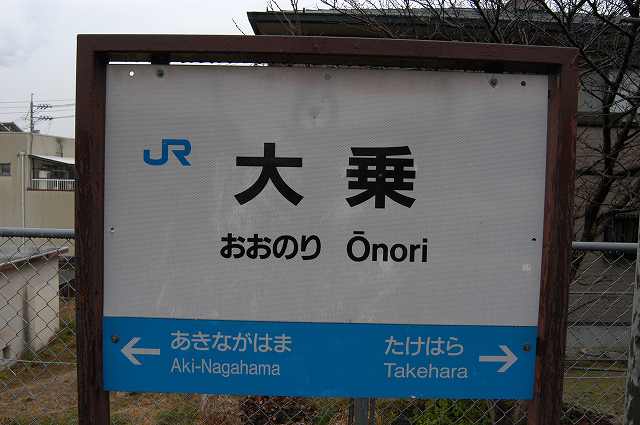 JR
大乗
おおのり Ōnori
← あきながはま たけはら →
Aki-Nagahama Takehara